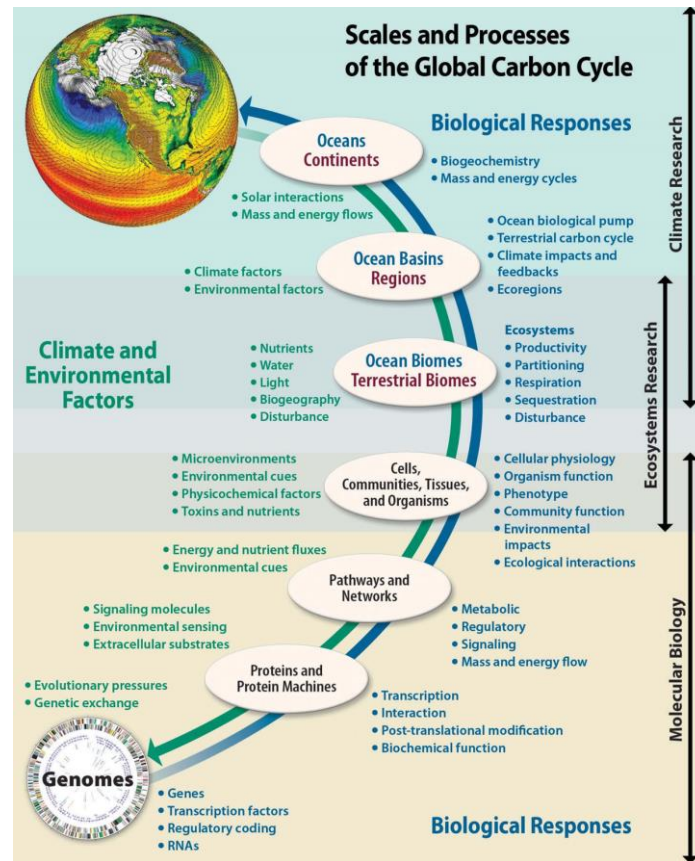 Scales and Processes
of the Global Carbon Cycle
Biological Responses
Oceans
Continents
• Biogeochemistry
• Mass and energy cycles
• Solar interactions
• Mass and energy flows
Climate Research
Ocean Basins
Regions
• Ocean biological pump
• Terrestrial carbon cycle
• Climate impacts and
feedbacks
• Ecoregions
• Climate factors
• Environmental factors
Climate and
Environmental
Factors
• Nutrients
• Water
• Light
• Biogeography
• Disturbance
Ocean Biomes
Terrestrial Biomes
Ecosystems
• Productivity
• Partitioning
• Respiration
• Sequestration
• Disturbance
Ecosystems Research
• Microenvironments
• Environmental cues
• Physicochemical factors
• Toxins and nutrients
Cells,
Communities, Tissues,
and Organisms
• Cellular physiology
• Organism function
• Phenotype
• Community function
• Environmental
impacts
• Ecological interactions
• Energy and nutrient fluxes
• Environmental cues
Pathways and
Networks
• Metabolic
• Regulatory
• Signaling
• Mass and energy flow
• Signaling molecules
• Environmental sensing
• Extracellular substrates
Proteins and
Protein Machines
• Transcription
• Interaction
• Post-translational modification
• Biochemical function
Molecular Biology
• Evolutionary pressures
• Genetic exchange
Genomes
• Genes
• Transcription factors
• Regulatory coding
• RNAs
Biological Responses